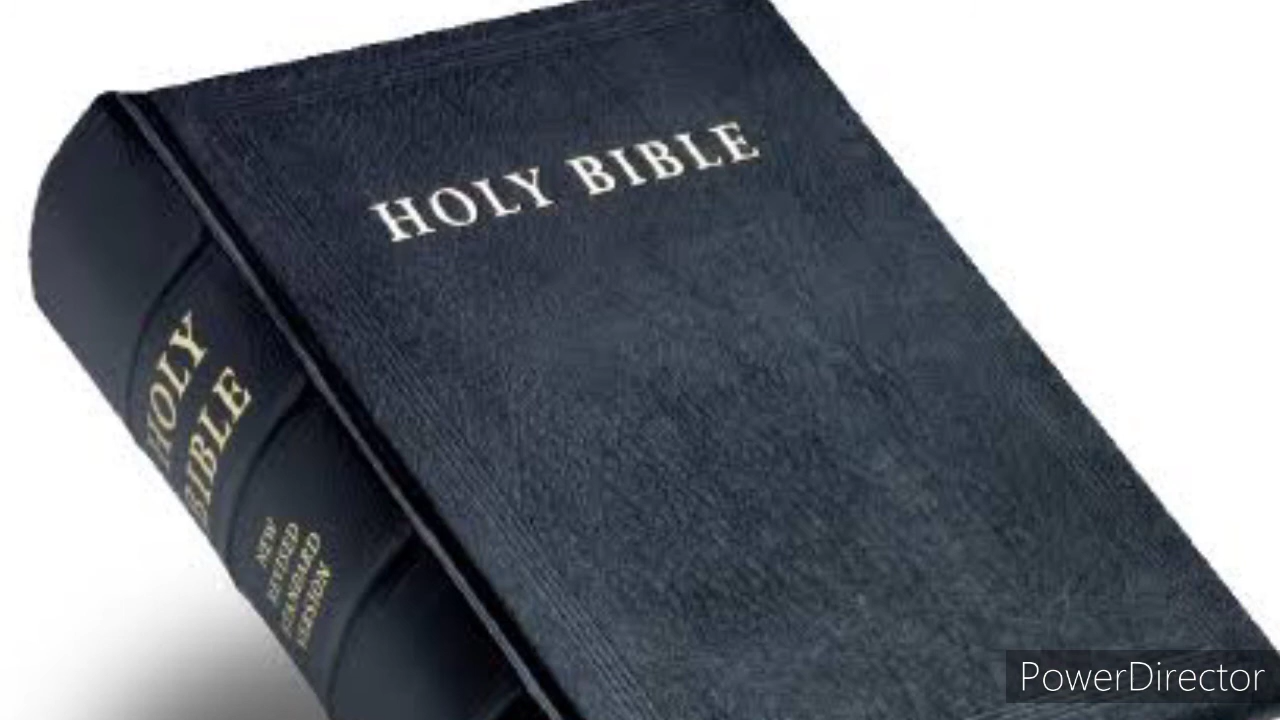 HOLY BIBLE
HOLY
BIBLE
NEW
REVISED
STANDARD
VERSION
PowerDirector